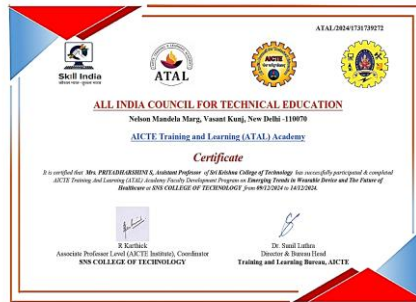 ATAL/2024/1731739272
Skill India
कौशल भारत - कुशल भारत
ATAL
AICTE
ALL INDIA COUNCIL FOR TECHNICAL EDUCATION
Nelson Mandela Marg, Vasant Kunj, New Delhi -110070
AICTE Training and Learning (ATAL) Academy
Certificate
It is certified that Mrs. PRIYADHARSHINI S, Assistant Professor of Sri Krishna College of Technology has successfully participated & completed
AICTE Training And Learning (ATAL) Academy Faculty Development Program on Emerging Trends in Wearable Device and The Future of
Healthcare at SNS COLLEGE OF TECHNOLOGY from 09/12/2024 to 14/12/2024.
R Karthick
Associate Professor Level (AICTE Institute), Coordinator
SNS COLLEGE OF TECHNOLOGY
Dr. Sunil Luthra
Director & Bureau Head
Training and Learning Bureau, AICTE